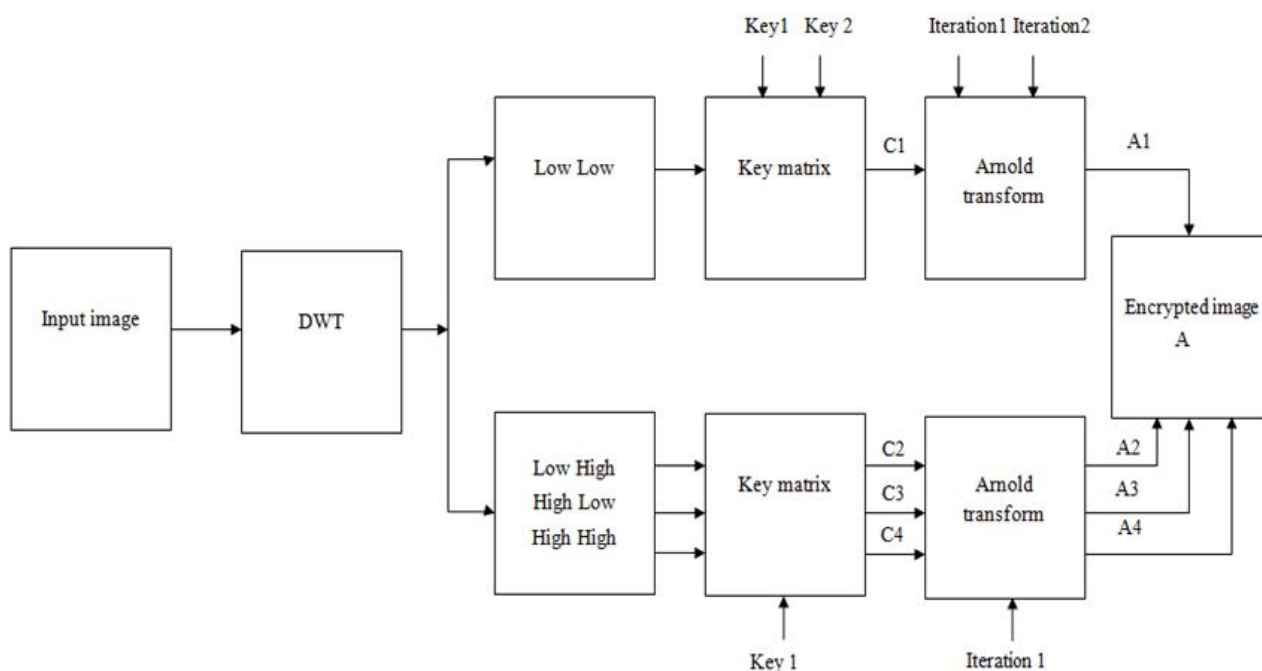 Key1 Key 2
Iteration1 Iteration2
Low Low
Key matrix
C1
Arnold
transform
A1
Input image
DWT
Encrypted image
A
Low High
High Low
High High
Key matrix
C2
C3
C4
Arnold
transform
A2
A3
A4
Key 1
Iteration 1